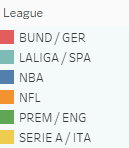 League
BUND / GER
LALIGA / SPA
NBA
NFL
PREM / ENG
SERIE A / ITA